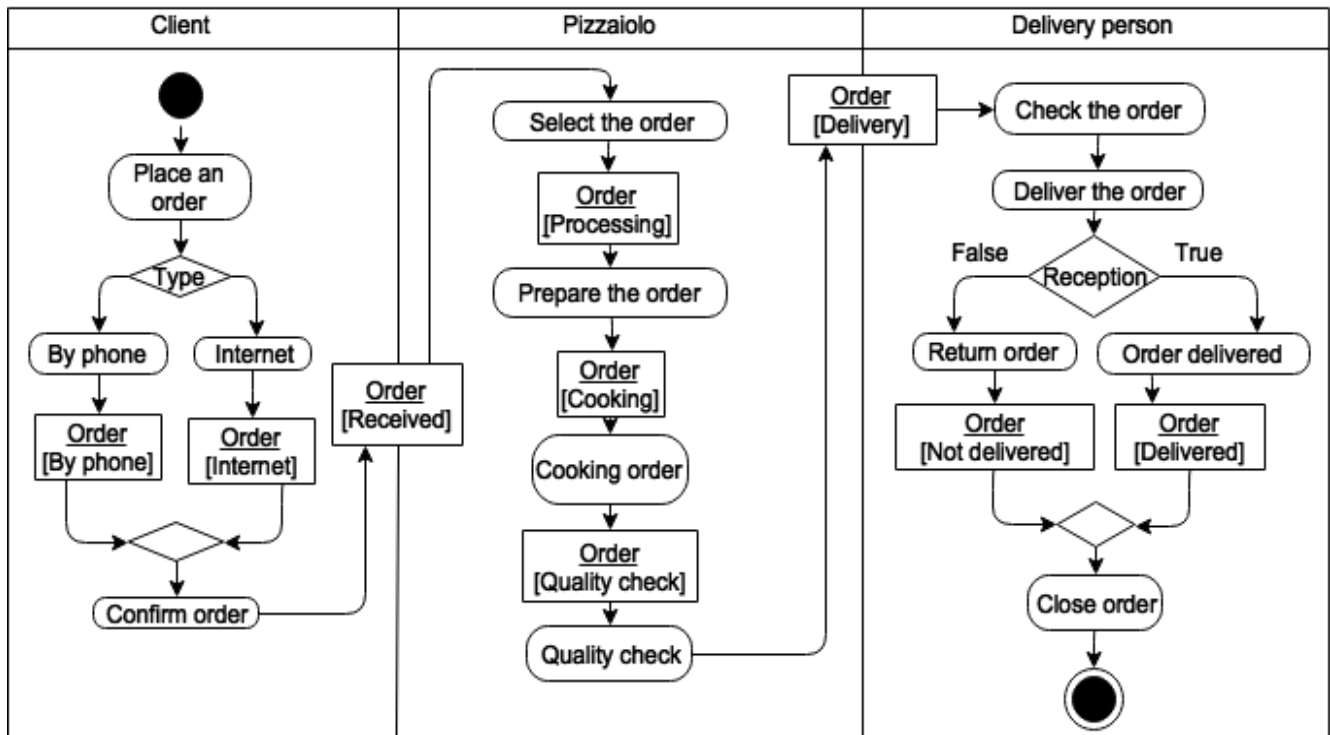 Client
Pizzaiolo
Delivery person
Place an
order
Type
By phone
Internet
Order
[By phone]
Order
[Internet]
Confirm order
Order
[Received]
Select the order
Order
[Processing]
Prepare the order
Order
[Cooking]
Cooking order
Order
[Quality check]
Quality check
Order
[Delivery]
Check the order
Deliver the order
False
Reception
True
Return order
Order delivered
Order
[Not delivered]
Order
[Delivered]
Close order